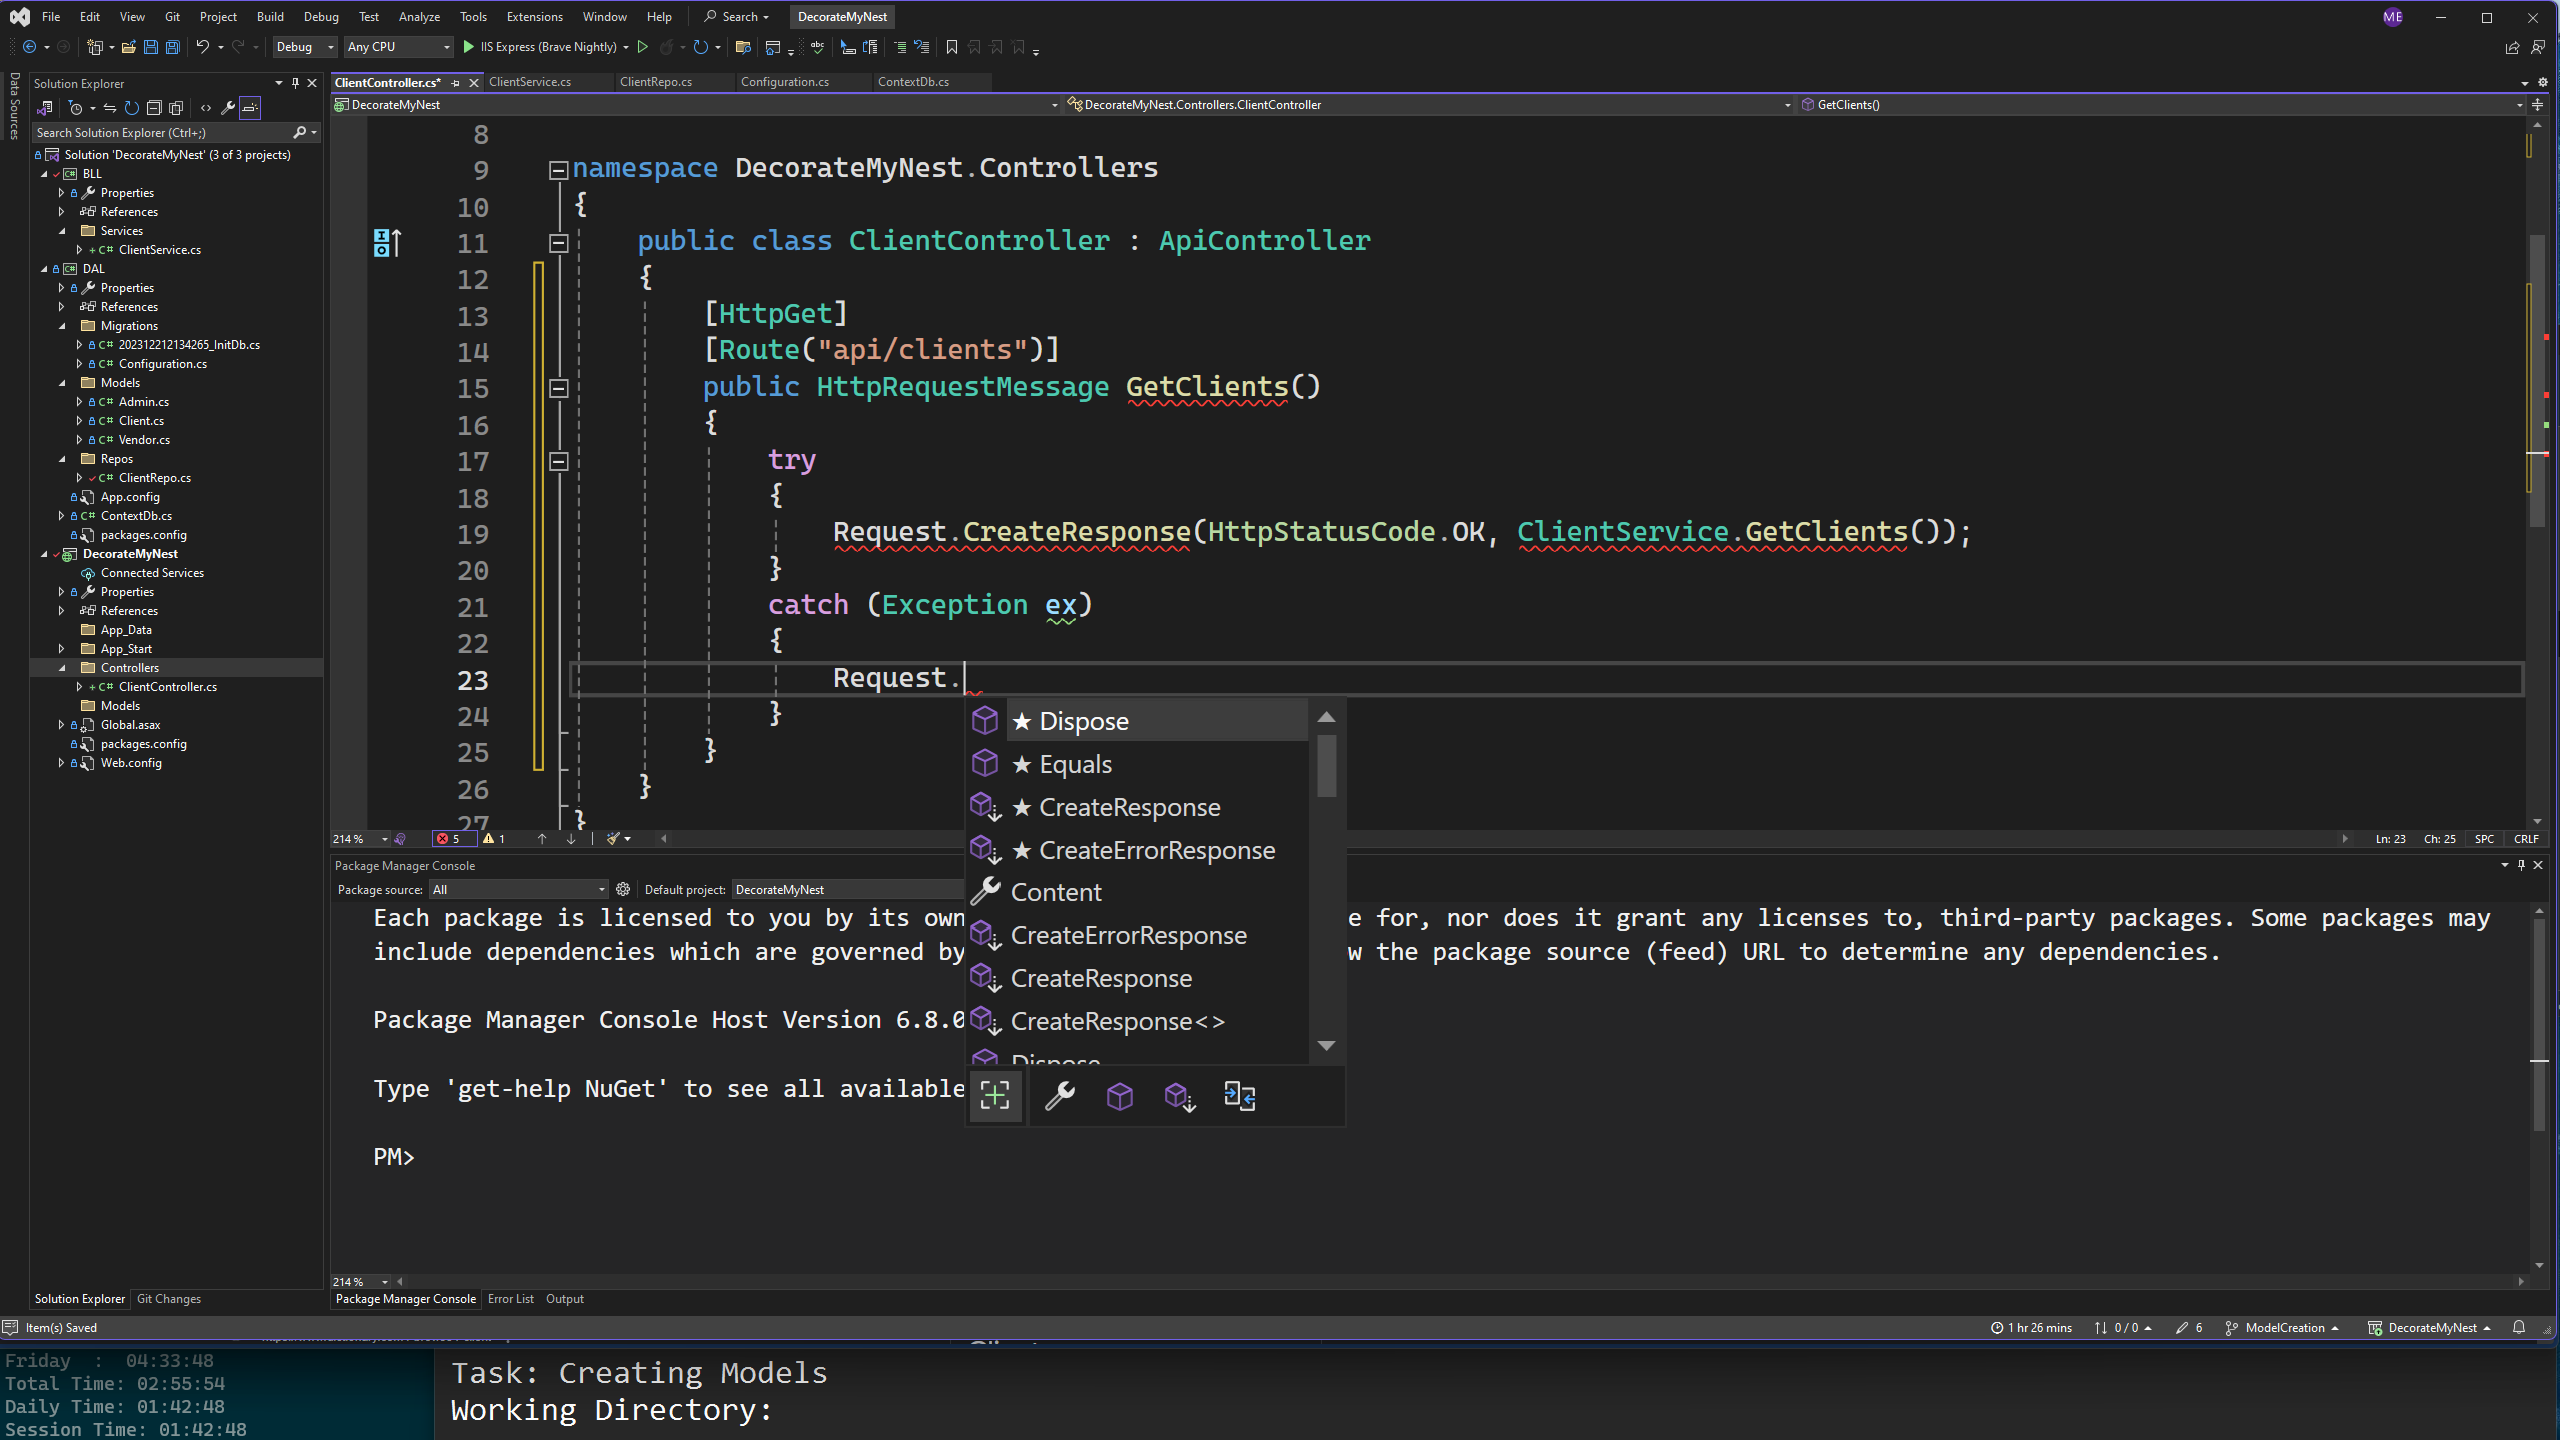 File Edit View Git Project Build Debug Test Analyze Tools Extensions Window Help Search DecorateMyNest ME
Debug Any CPU IIS Express (Brave Nightly)
Data Sources
Solution Explorer
Search Solution Explorer (Ctrl+;)
Solution 'DecorateMyNest' (3 of 3 projects)
BLL
Properties
References
Services
C# ClientService.cs
DAL
Properties
References
Migrations
C# 202312212134265_InitDb.cs
C# Configuration.cs
Models
C# Admin.cs
C# Client.cs
C# Vendor.cs
Repos
C# ClientRepo.cs
App.config
C# ContextDb.cs
packages.config
DecorateMyNest
Connected Services
Properties
References
App_Data
App_Start
Controllers
C# ClientController.cs
Models
Global.asax
packages.config
Web.config
Solution Explorer Git Changes
ClientController.cs* ClientService.cs ClientRepo.cs Configuration.cs ContextDb.cs
DecorateMyNest DecorateMyNest.Controllers.ClientController GetClients()
8
9 namespace DecorateMyNest.Controllers
10 {
11 public class ClientController : ApiController
12 {
13 [HttpGet]
14 [Route("api/clients")]
15 public HttpRequestMessage GetClients()
16 {
17 try
18 {
19 Request.CreateResponse(HttpStatusCode.OK, ClientService.GetClients());
20 }
21 catch (Exception ex)
22 {
23 Request.
24 }
25 }
26 }
27 }
★ Dispose
★ Equals
★ CreateResponse
★ CreateErrorResponse
Content
CreateErrorResponse
CreateResponse
CreateResponse<>
Dispose
214 % 5 1 Ln: 23 Ch: 25 SPC CRLF
Package Manager Console
Package source: All Default project: DecorateMyNest
Each package is licensed to you by its own e for, nor does it grant any licenses to, third-party packages. Some packages may
include dependencies which are governed by w the package source (feed) URL to determine any dependencies.
Package Manager Console Host Version 6.8.0
Type 'get-help NuGet' to see all available
PM>
214 %
Package Manager Console Error List Output
Item(s) Saved 1 hr 26 mins 0 / 0 6 ModelCreation DecorateMyNest
Friday : 04:33:48
Total Time: 02:55:54
Daily Time: 01:42:48
Session Time: 01:42:48
Task: Creating Models
Working Directory: